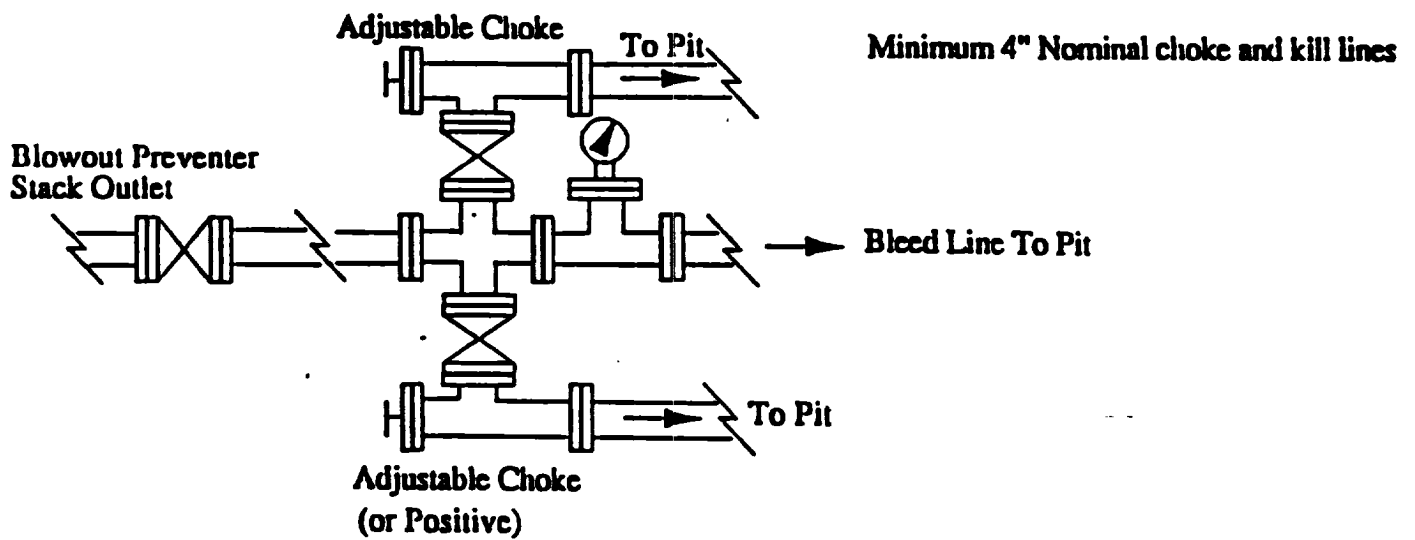 Adjustable Choke
To Pit
Minimum 4" Nominal choke and kill lines
Blowout Preventer
Stack Outlet
Bleed Line To Pit
To Pit
Adjustable Choke
(or Positive)